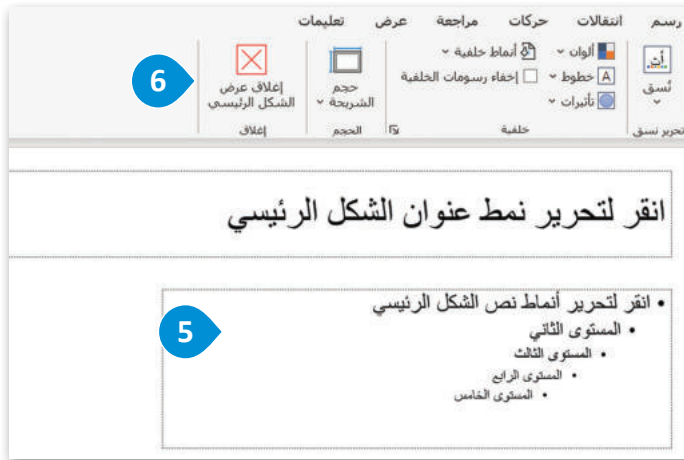 رسم انتقالات حركات مراجعة عرض تعليمات
أت
نُسق
ألوان
خطوط
تأثيرات
أنماط خلفية
إخفاء رسومات الخلفية
حجم
الشريحة
إغلاق عرض
الشكل الرئيسي
6
تحرير نسق خلفية الحجم إغلاق
انقر لتحرير نمط عنوان الشكل الرئيسي
• انقر لتحرير أنماط نص الشكل الرئيسي
• المستوى الثاني
5
• المستوى الثالث
• المستوى الرابع
• المستوى الخامس